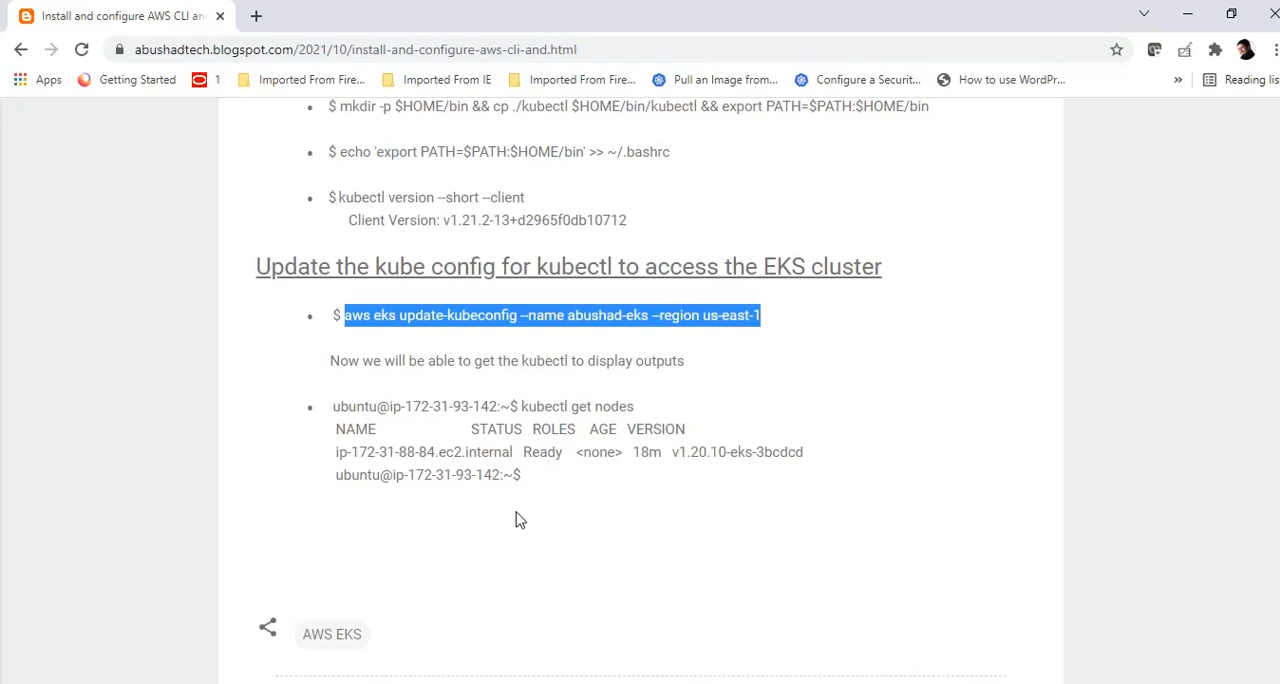 Install and configure AWS CLI an
abushadtech.blogspot.com/2021/10/install-and-configure-aws-cli-and.html
Apps Getting Started 1 Imported From Fire... Imported From IE Imported From Fire... Pull an Image from... Configure a Securit... How to use WordPr... » Reading lis
$ mkdir -p $HOME/bin && cp ./kubectl $HOME/bin/kubectl && export PATH=$PATH:$HOME/bin
$ echo 'export PATH=$PATH:$HOME/bin' >> ~/.bashrc
$ kubectl version --short --client
Client Version: v1.21.2-13+d2965f0db10712
Update the kube config for kubectl to access the EKS cluster
$ aws eks update-kubeconfig --name abushad-eks --region us-east-1
Now we will be able to get the kubectl to display outputs
ubuntu@ip-172-31-93-142:~$ kubectl get nodes
NAME STATUS ROLES AGE VERSION
ip-172-31-88-84.ec2.internal Ready <none> 18m v1.20.10-eks-3bcdcd
ubuntu@ip-172-31-93-142:~$
AWS EKS